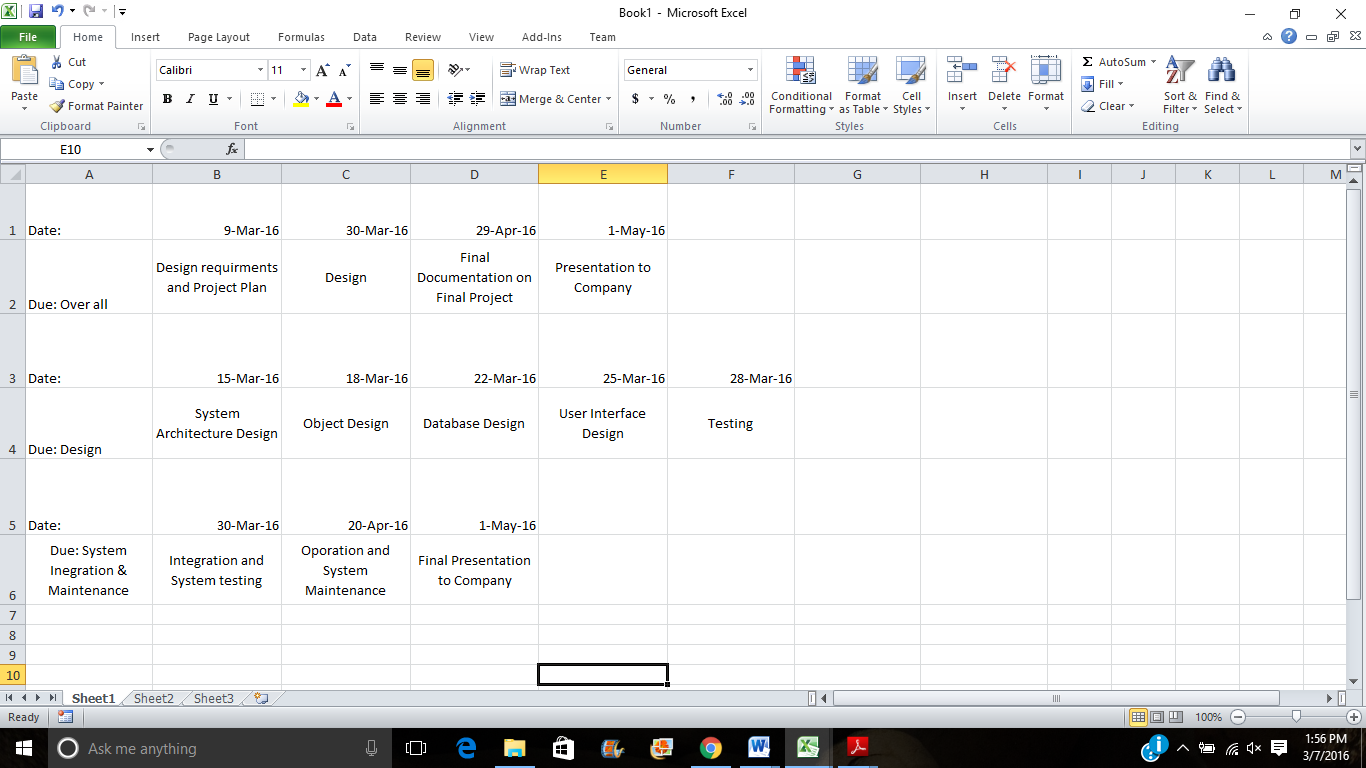 Book1 - Microsoft Excel
File Home Insert Page Layout Formulas Data Review View Add-Ins Team
Paste
Cut
Copy
Format Painter
Clipboard
Calibri 11
B I U
Font
Wrap Text
Merge & Center
Alignment
General
$ % ,
Number
Conditional
Formatting
Format
as Table
Cell
Styles
Styles
Insert Delete Format
Cells
Σ AutoSum
Fill
Clear
Sort &
Filter
Find &
Select
Editing
E10
fx
A B C D E F G H I J K L M
1 Date: 9-Mar-16 30-Mar-16 29-Apr-16 1-May-16
2 Due: Over all
Design requirments
and Project Plan
Design
Final
Documentation on
Final Project
Presentation to
Company
3 Date: 15-Mar-16 18-Mar-16 22-Mar-16 25-Mar-16 28-Mar-16
4 Due: Design
System
Architecture Design
Object Design
Database Design
User Interface
Design
Testing
5 Date: 30-Mar-16 20-Apr-16 1-May-16
6
Due: System
Inegration &
Maintenance
Integration and
System testing
Oporation and
System
Maintenance
Final Presentation
to Company
7
8
9
10
Sheet1 Sheet2 Sheet3
Ready
100%
Ask me anything
1:56 PM
3/7/2016